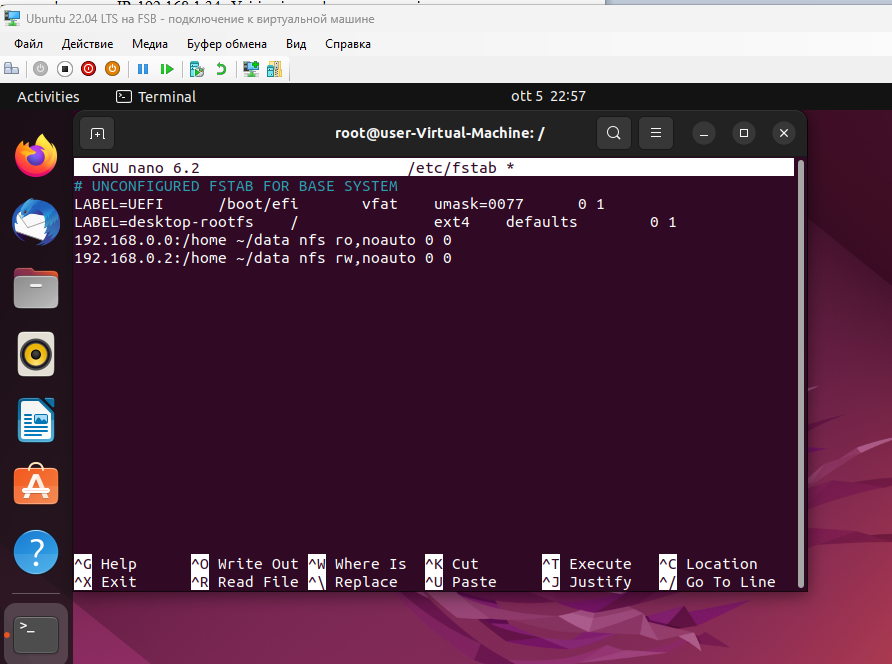 Ubuntu 22.04 LTS на FSB - подключение к виртуальной машине
Файл Действие Медиа Буфер обмена Вид Справка
Activities Terminal ott 5 22:57
root@user-Virtual-Machine: /
GNU nano 6.2 /etc/fstab *
# UNCONFIGURED FSTAB FOR BASE SYSTEM
LABEL=UEFI /boot/efi vfat umask=0077 0 1
LABEL=desktop-rootfs / ext4 defaults 0 1
192.168.0.0:/home ~/data nfs ro,noauto 0 0
192.168.0.2:/home ~/data nfs rw,noauto 0 0
^G Help ^O Write Out ^W Where Is ^K Cut ^T Execute ^C Location
^X Exit ^R Read File ^\ Replace ^U Paste ^J Justify ^/ Go To Line